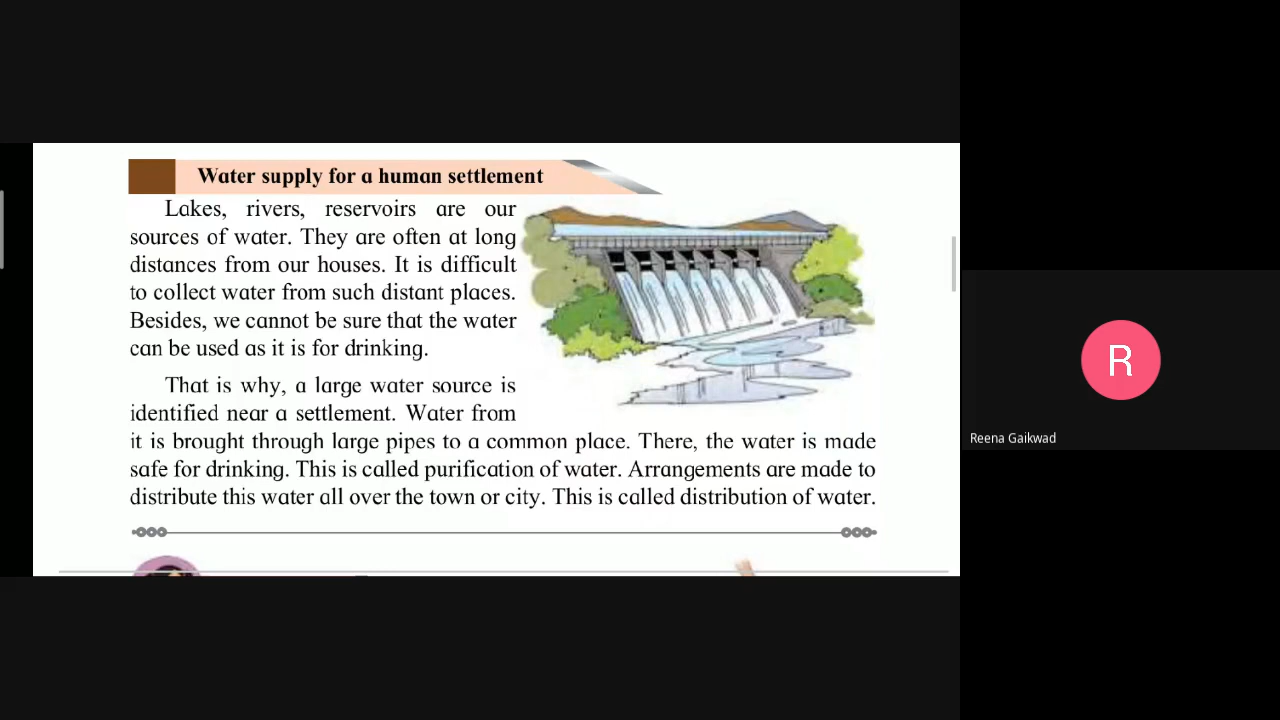 Water supply for a human settlement
Lakes, rivers, reservoirs are our
sources of water. They are often at long
distances from our houses. It is difficult
to collect water from such distant places.
Besides, we cannot be sure that the water
can be used as it is for drinking.
That is why, a large water source is
identified near a settlement. Water from
it is brought through large pipes to a common place. There, the water is made
safe for drinking. This is called purification of water. Arrangements are made to
distribute this water all over the town or city. This is called distribution of water.
R
Reena Gaikwad